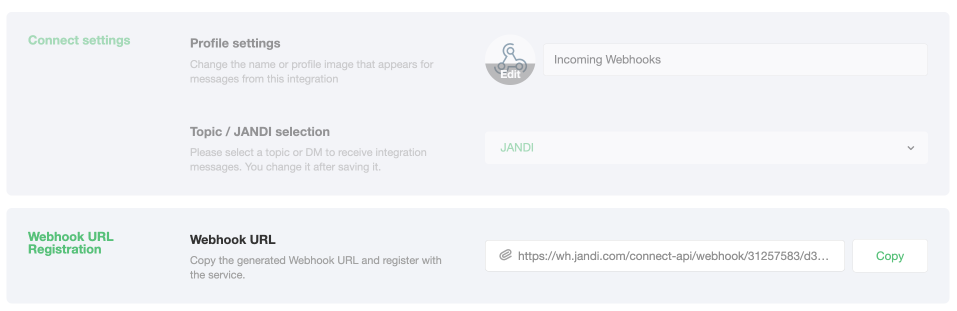 Connect settings
Profile settings
Change the name or profile image that appears for
messages from this integration
Edit
Incoming Webhooks
Topic / JANDI selection
Please select a topic or DM to receive integration
messages. You change it after saving it.
JANDI
Webhook URL
Registration
Webhook URL
Copy the generated Webhook URL and register with
the service.
https://wh.jandi.com/connect-api/webhook/31257583/d3...
Copy